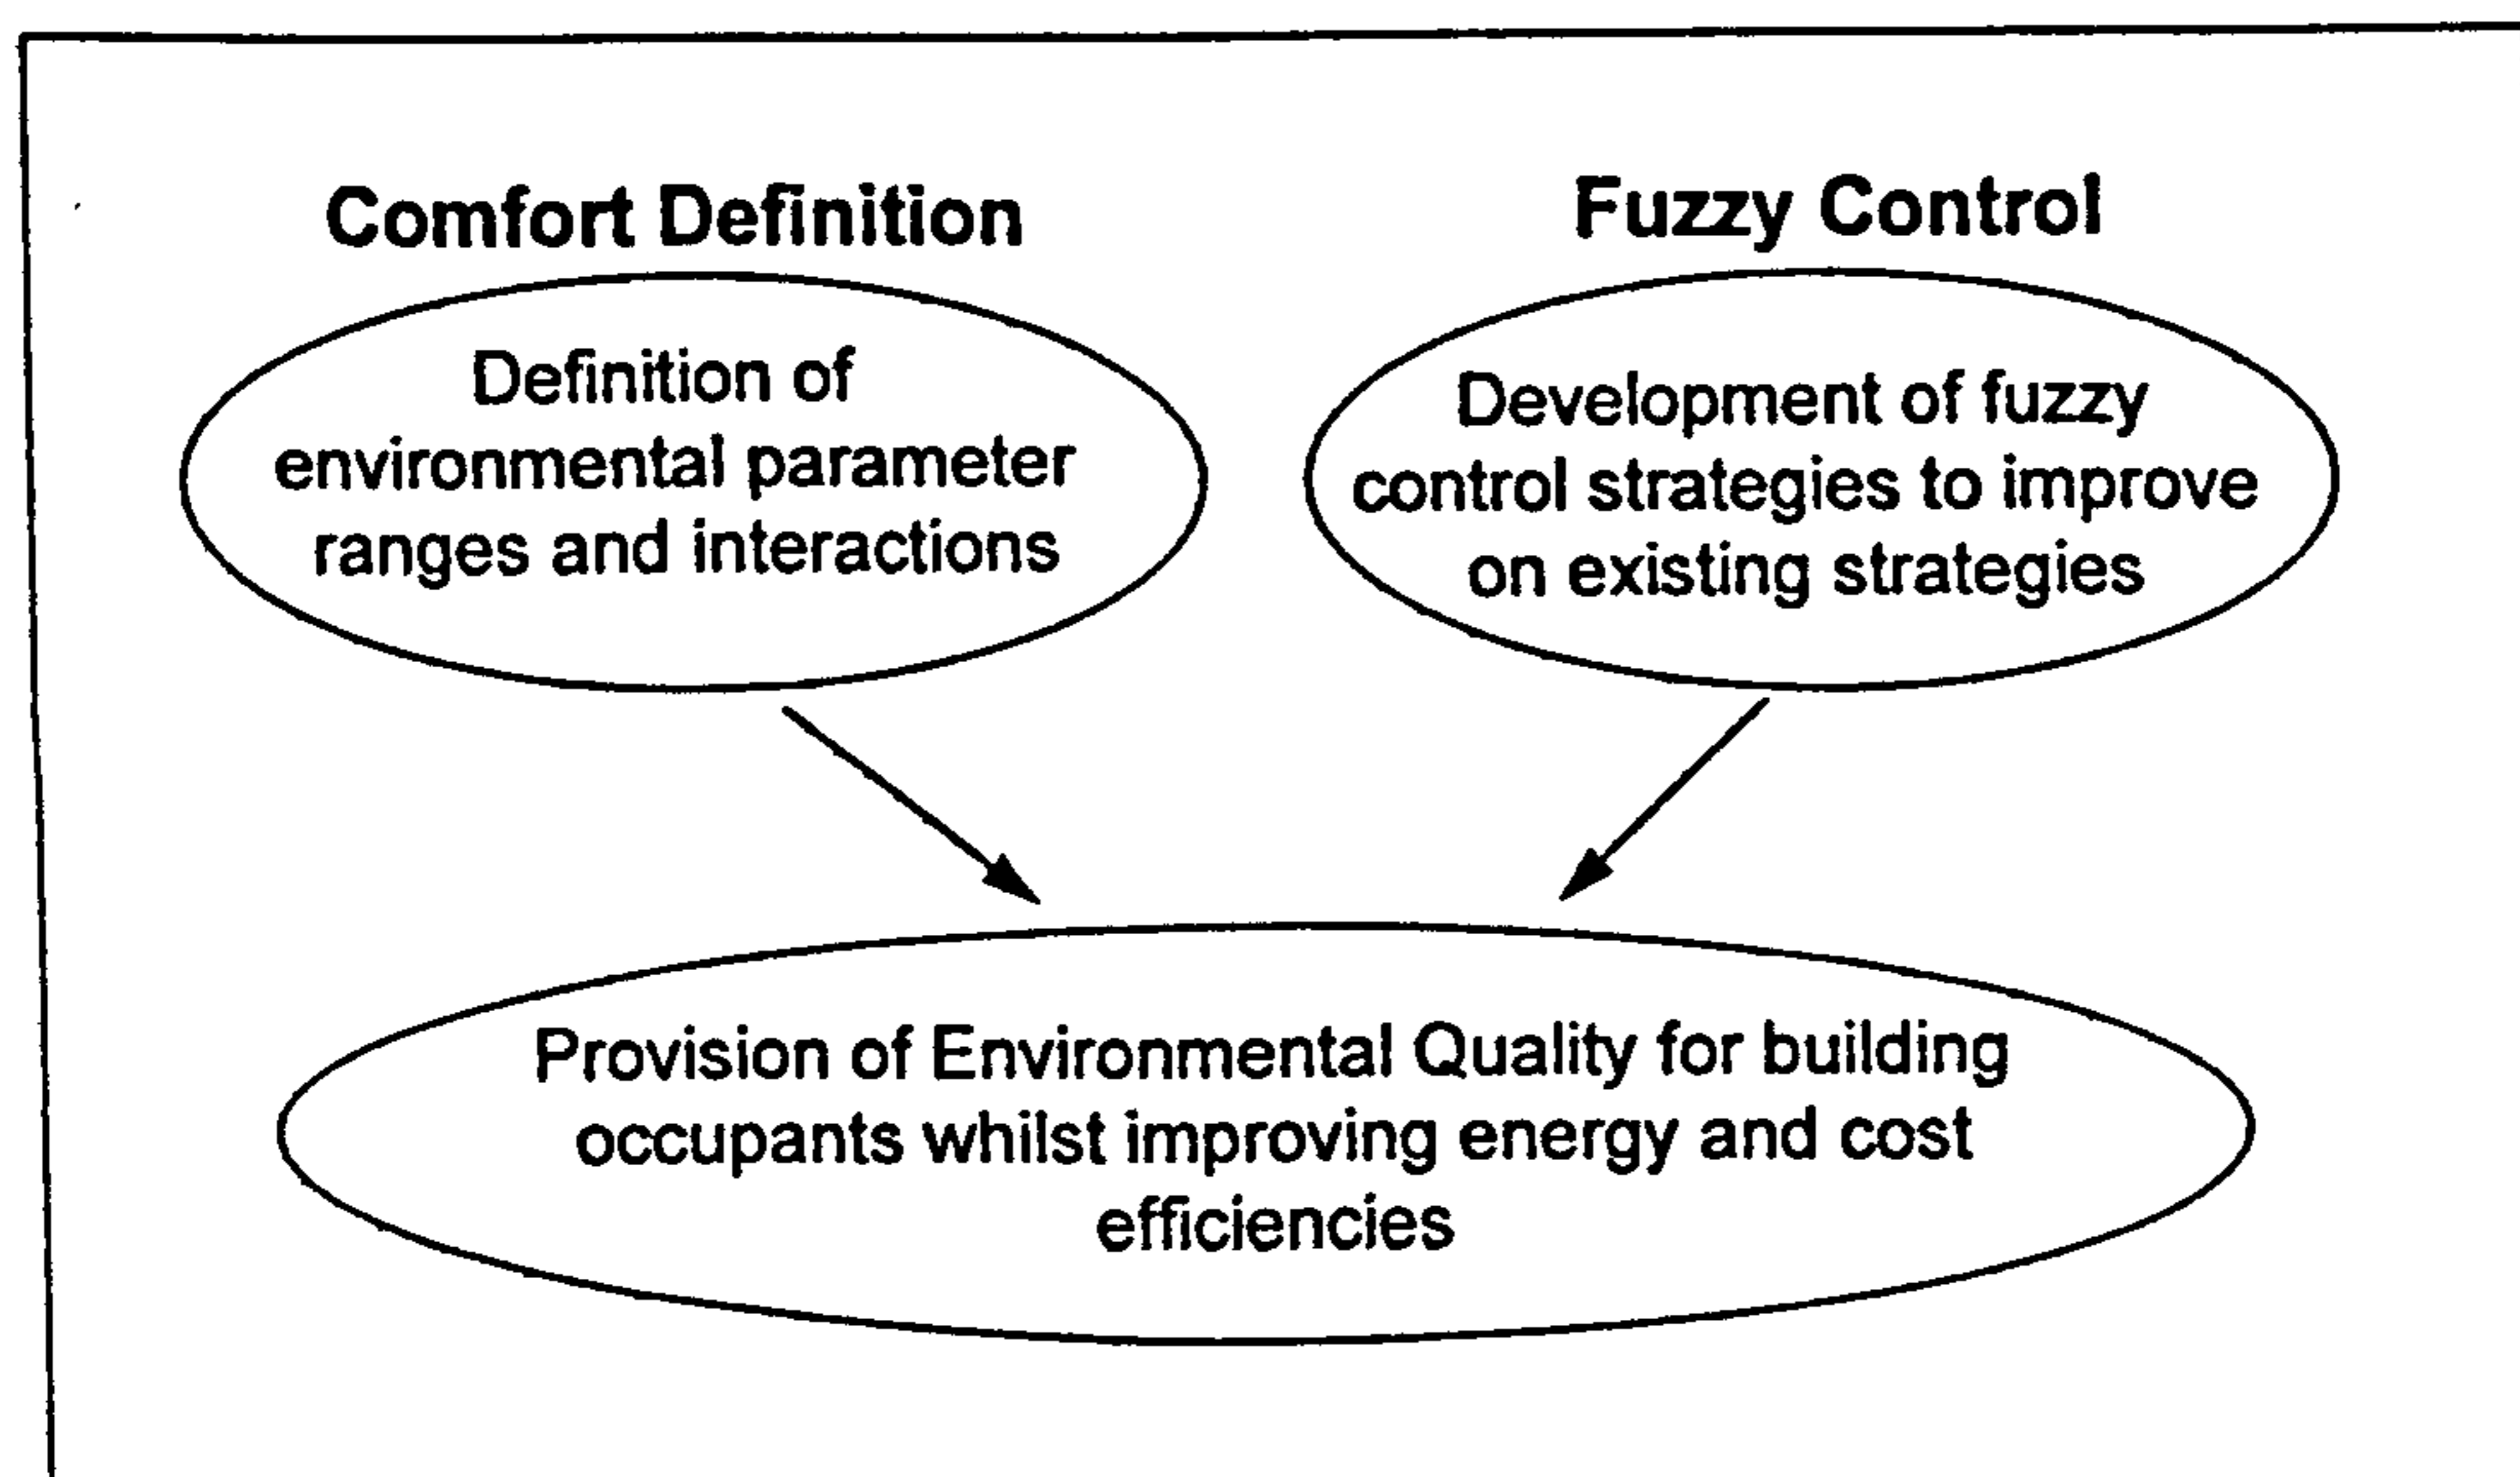 Comfort Definition
Definition of
environmental parameter
ranges and interactions
Fuzzy Control
Development of fuzzy
control strategies to improve
on existing strategies
Provision of Environmental Quality for building
occupants whilst improving energy and cost
efficiencies